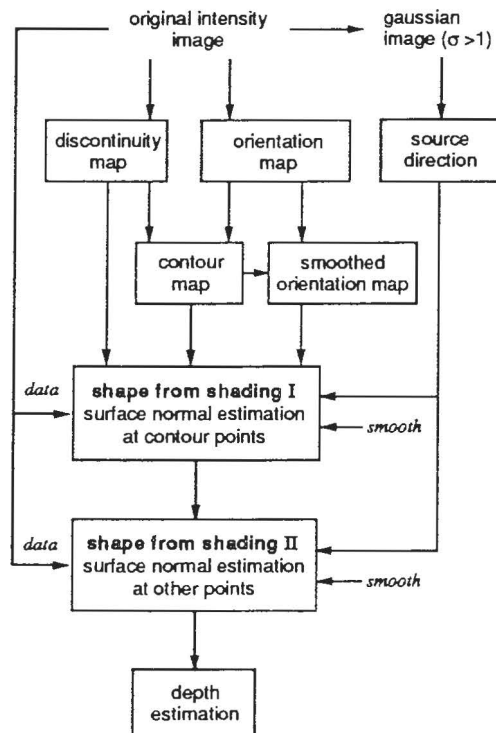 original intensity
image
gaussian
image (σ >1)
discontinuity
map
orientation
map
source
direction
contour
map
smoothed
orientation map
data
shape from shading I
surface normal estimation
at contour points
smooth
data
shape from shading II
surface normal estimation
at other points
smooth
depth
estimation